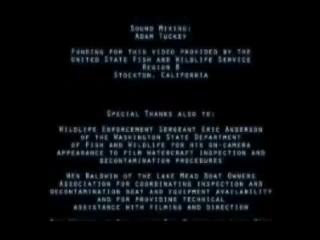 Sound Mixing:
Adam Tuckey
Funding for this video provided by the
United State Fish and Wildlife Service
Region 8
Stockton, California
Special Thanks also to:
Wildlife Enforcement Sergeant Eric Anderson
of the Washington State Department
of Fish and Wildlife for his on-camera
appearance to film watercraft inspection and
decontamination procedures
Wen Baldwin of the Lake Mead Boat Owners
Association for coordinating inspection and
decontamination boat and equipment availability
and for providing technical
assistance with filming and direction